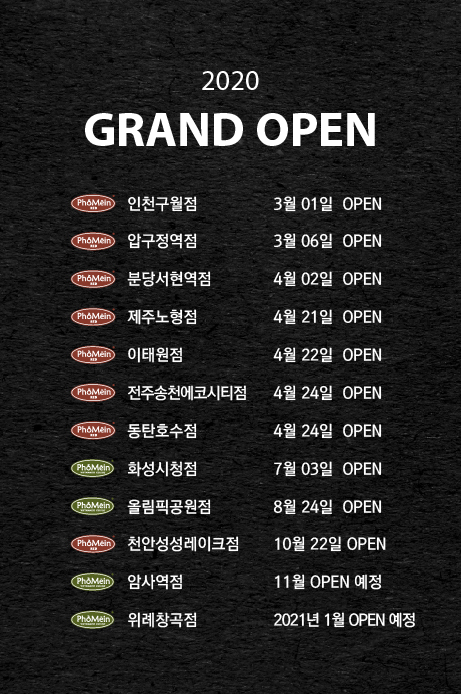 2020
GRAND OPEN
PhoMein RED 인천구월점 3월 01일 OPEN
PhoMein RED 압구정역점 3월 06일 OPEN
PhoMein RED 분당서현역점 4월 02일 OPEN
PhoMein RED 제주노형점 4월 21일 OPEN
PhoMein RED 이태원점 4월 22일 OPEN
PhoMein RED 전주송천에코시티점 4월 24일 OPEN
PhoMein RED 동탄호수점 4월 24일 OPEN
PhoMein 화성시청점 7월 03일 OPEN
PhoMein 올림픽공원점 8월 24일 OPEN
PhoMein RED 천안성성레이크점 10월 22일 OPEN
PhoMein 암사역점 11월 OPEN 예정
PhoMein 위례창곡점 2021년 1월 OPEN 예정